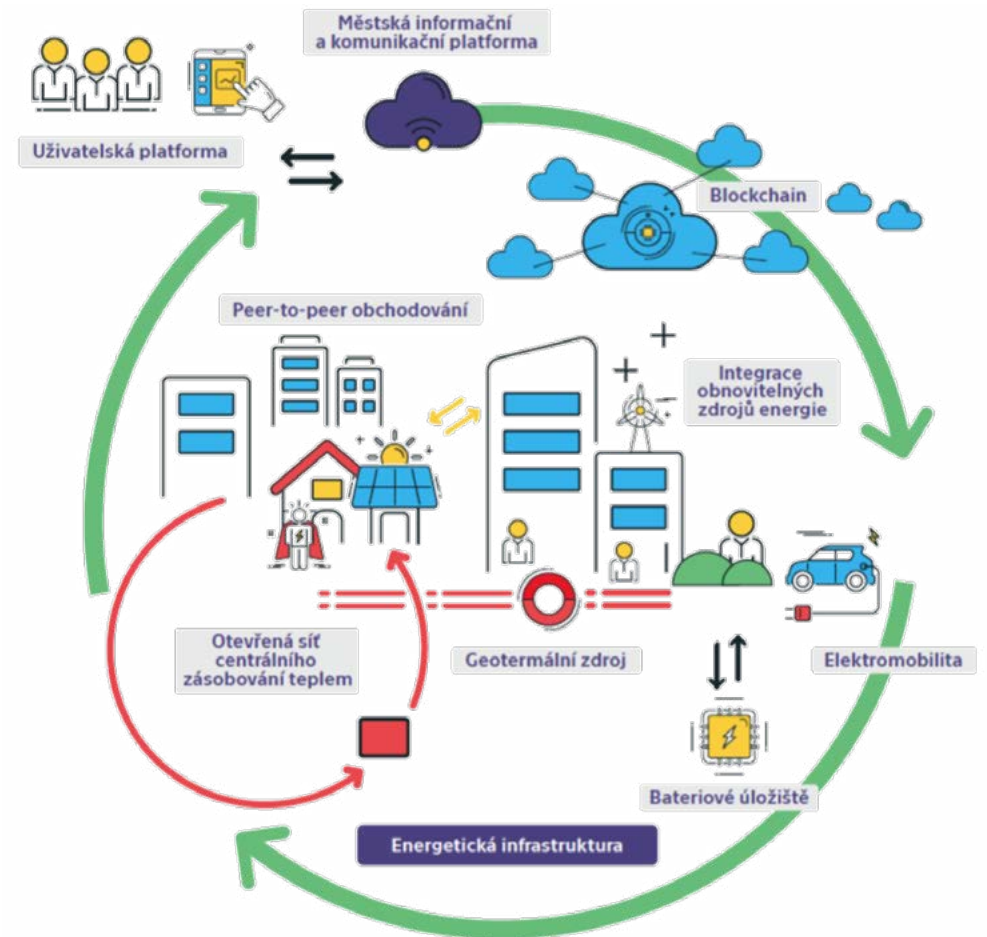 Městská informační
a komunikační platforma
Uživatelská platforma
Blockchain
Peer-to-peer obchodování
Integrace
obnovitelných
zdrojů energie
Otevřená síť
centrálního
zásobování teplem
Geotermální zdroj
Elektromobilita
Bateriové úložiště
Energetická infrastruktura